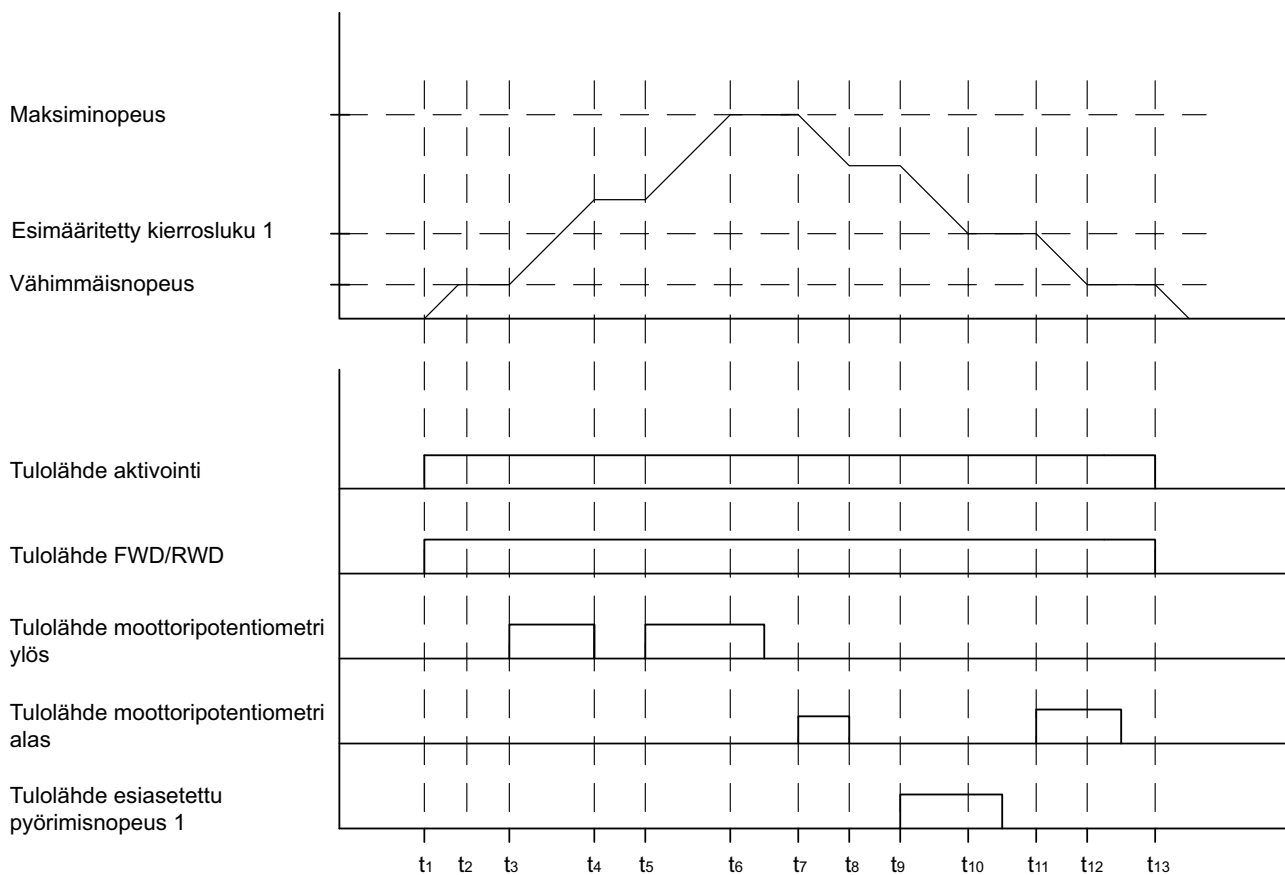 Maksiminopeus
Esimääritetty kierrosluku 1
Vähimmäisnopeus
Tulolähde aktivointi
Tulolähde FWD/RWD
Tulolähde moottoripotentiometri
ylös
Tulolähde moottoripotentiometri
alas
Tulolähde esiasetettu
pyörimisnopeus 1
t1 t2 t3 t4 t5 t6 t7 t8 t9 t10 t11 t12 t13